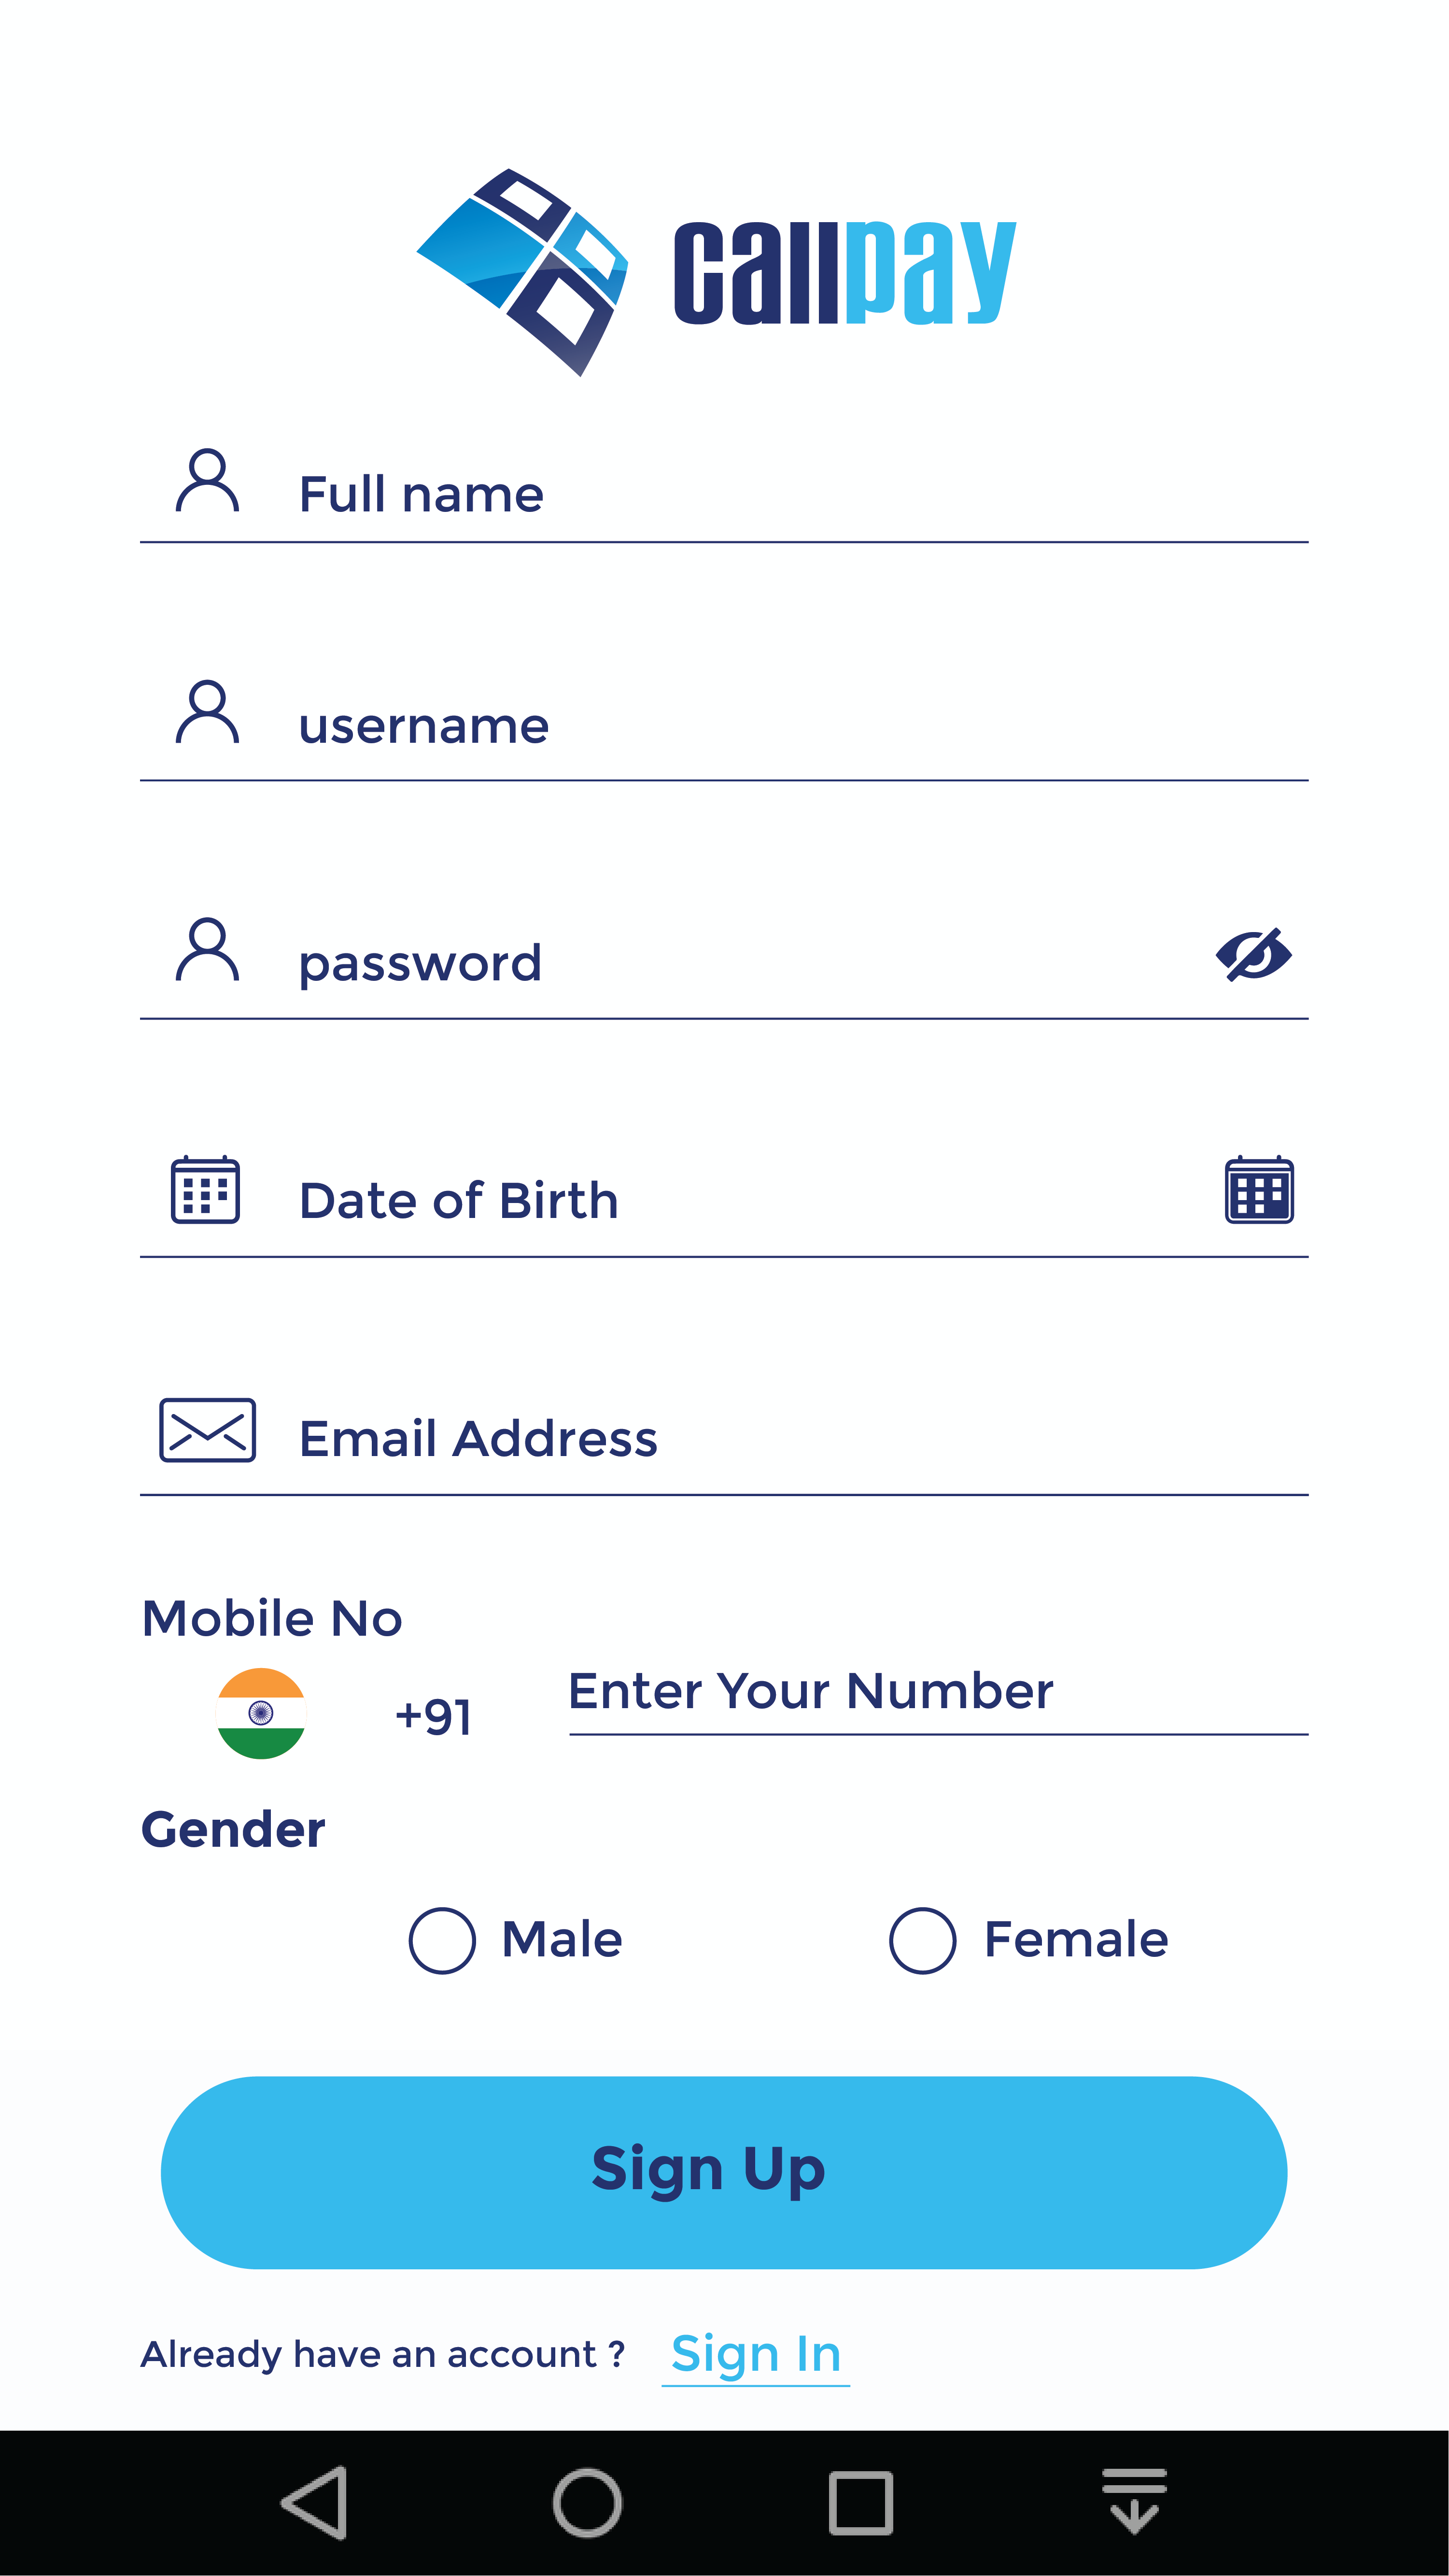 callpay
Full name
username
password
Date of Birth
Email Address
Mobile No
+91 Enter Your Number
Gender
Male Female
Sign Up
Already have an account ? Sign In